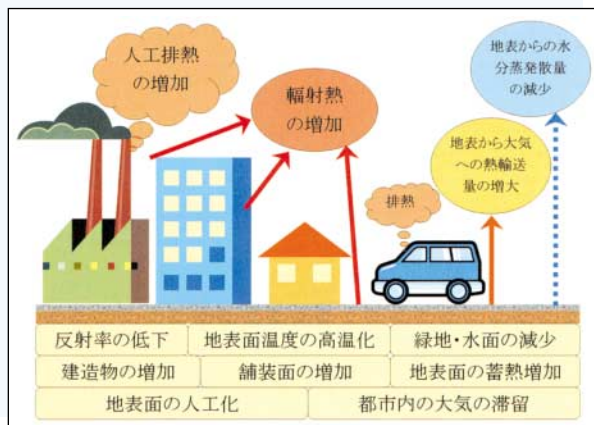 人工排熱
の増加
輻射熱
の増加
地表からの水
分蒸発散量
の減少
地表から大気
への熱輸送
量の増大
排熱
反射率の低下
地表面温度の高温化
緑地・水面の減少
建造物の増加
舗装面の増加
地表面の蓄熱増加
地表面の人工化
都市内の大気の滞留